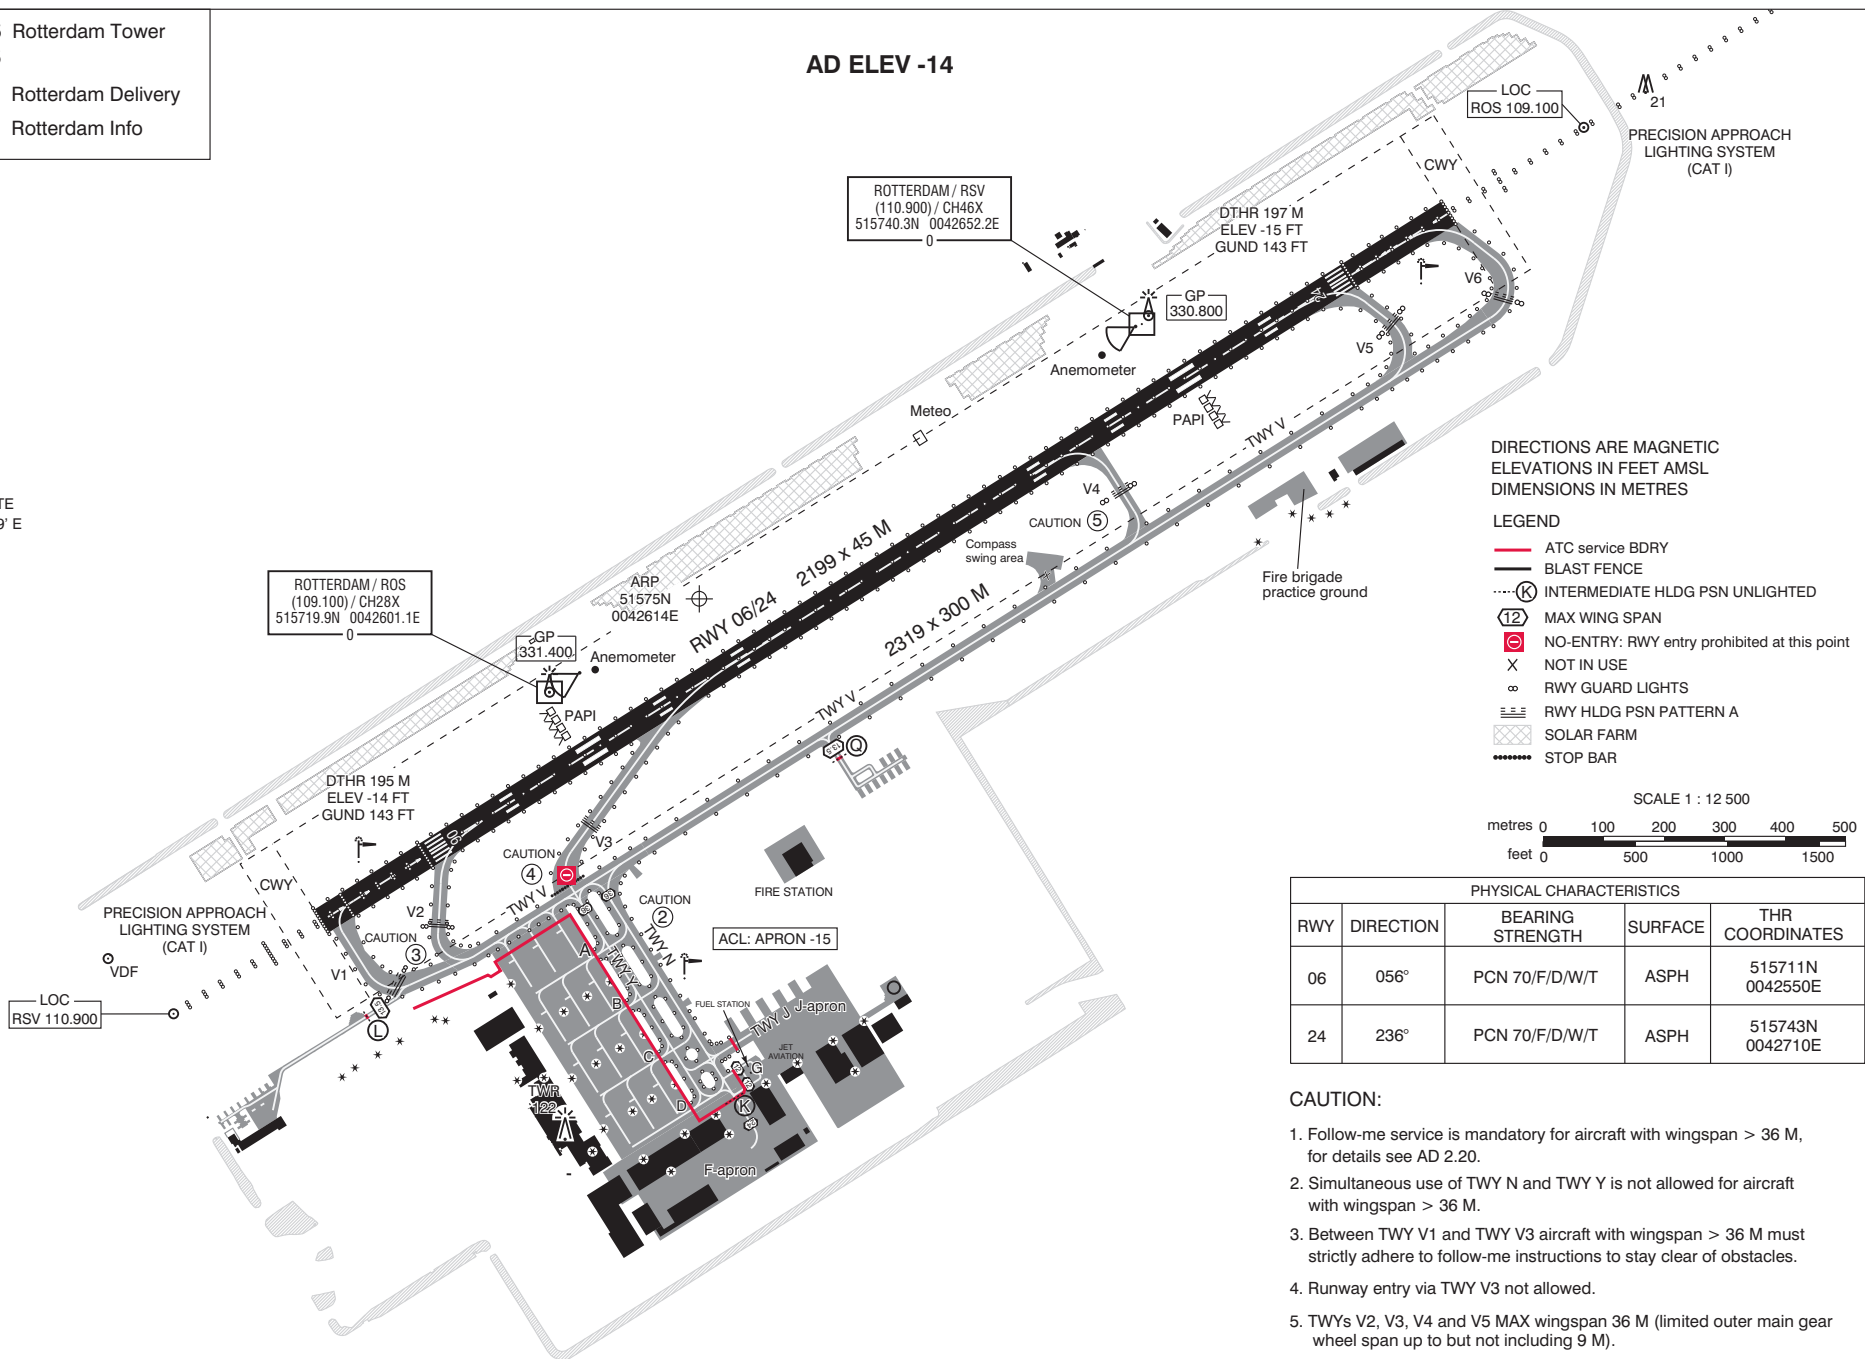 Rotterdam Tower
Rotterdam Delivery
Rotterdam Info
AD ELEV -14
LOC
ROS 109.100
21
PRECISION APPROACH
LIGHTING SYSTEM
(CAT I)
CWY
ROTTERDAM / RSV
(110.900) / CH46X
515740.3N 0042652.2E
0
DTHR 197 M
ELEV -15 FT
GUND 143 FT
V6
24
GP
330.800
V5
Anemometer
Meteo
PAPI
TWY V
V4
CAUTION 5
Compass
swing area
Fire brigade
practice ground
TE
9' E
2199 x 45 M
RWY 06/24
2319 x 300 M
ARP
51575N
0042614E
ROTTERDAM / ROS
(109.100) / CH28X
515719.9N 0042601.1E
0
GP
331.400
Anemometer
PAPI
TWY V
13.5
Q
DTHR 195 M
ELEV -14 FT
GUND 143 FT
06
CWY
V3
CAUTION
4
TWY V
FIRE STATION
CAUTION
2
TWY N
ACL: APRON -15
PRECISION APPROACH
LIGHTING SYSTEM
(CAT I)
VDF
V2
CAUTION
3
V1
LOC
RSV 110.900
L
A
TWY Y
B
FUEL STATION
J-apron
TWY J
JET
AVIATION
C
G
D
K
TWR
122
F-apron
DIRECTIONS ARE MAGNETIC
ELEVATIONS IN FEET AMSL
DIMENSIONS IN METRES
LEGEND
ATC service BDRY
BLAST FENCE
K INTERMEDIATE HLDG PSN UNLIGHTED
12 MAX WING SPAN
NO-ENTRY: RWY entry prohibited at this point
X NOT IN USE
RWY GUARD LIGHTS
RWY HLDG PSN PATTERN A
SOLAR FARM
STOP BAR
SCALE 1 : 12 500
metres 0 100 200 300 400 500
feet 0 500 1000 1500
PHYSICAL CHARACTERISTICS
RWY DIRECTION BEARING STRENGTH SURFACE THR COORDINATES
06 056° PCN 70/F/D/W/T ASPH 515711N 0042550E
24 236° PCN 70/F/D/W/T ASPH 515743N 0042710E
CAUTION:
1. Follow-me service is mandatory for aircraft with wingspan > 36 M,
for details see AD 2.20.
2. Simultaneous use of TWY N and TWY Y is not allowed for aircraft
with wingspan > 36 M.
3. Between TWY V1 and TWY V3 aircraft with wingspan > 36 M must
strictly adhere to follow-me instructions to stay clear of obstacles.
4. Runway entry via TWY V3 not allowed.
5. TWYs V2, V3, V4 and V5 MAX wingspan 36 M (limited outer main gear
wheel span up to but not including 9 M).